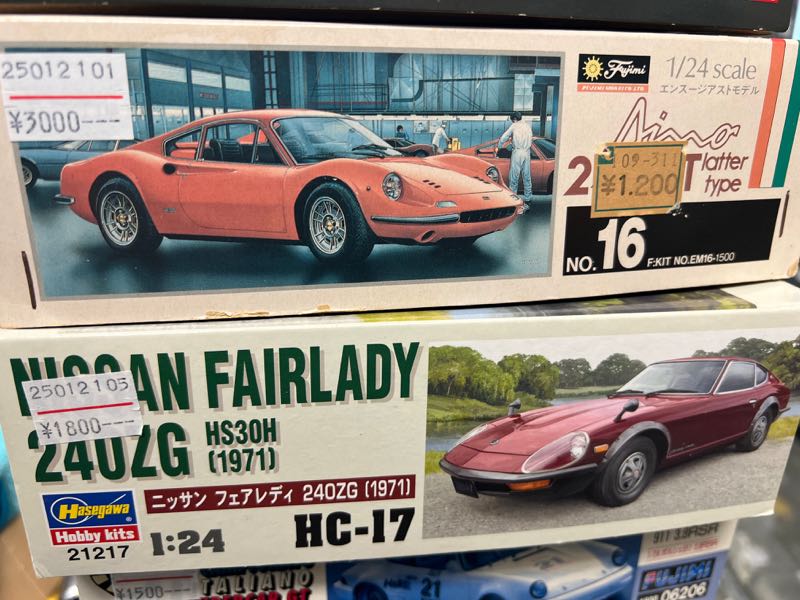 25012101
¥3000---
Fujimi
1/24 scale
エンスージアストモデル
Dino
09-311
¥1.200
latter
type
NO. 16 F:KIT NO.EM16-1500
NISSAN FAIRLADY
25012105
¥1800---
240ZG HS30H
(1971)
ニッサン フェアレディ 240ZG (1971)
Hasegawa
Hobby kits
21217
1:24
HC-17
¥1500---
21
911
FUJIMI
06206